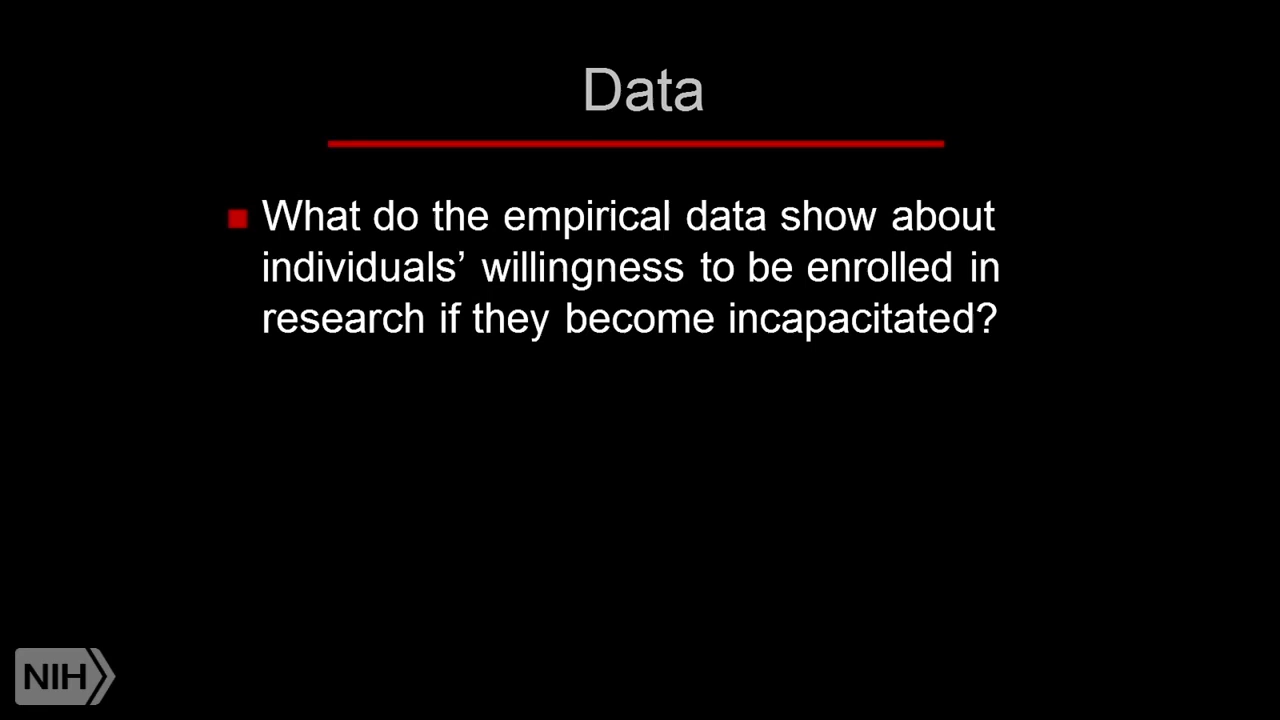 Data
What do the empirical data show about
individuals’ willingness to be enrolled in
research if they become incapacitated?
NIH